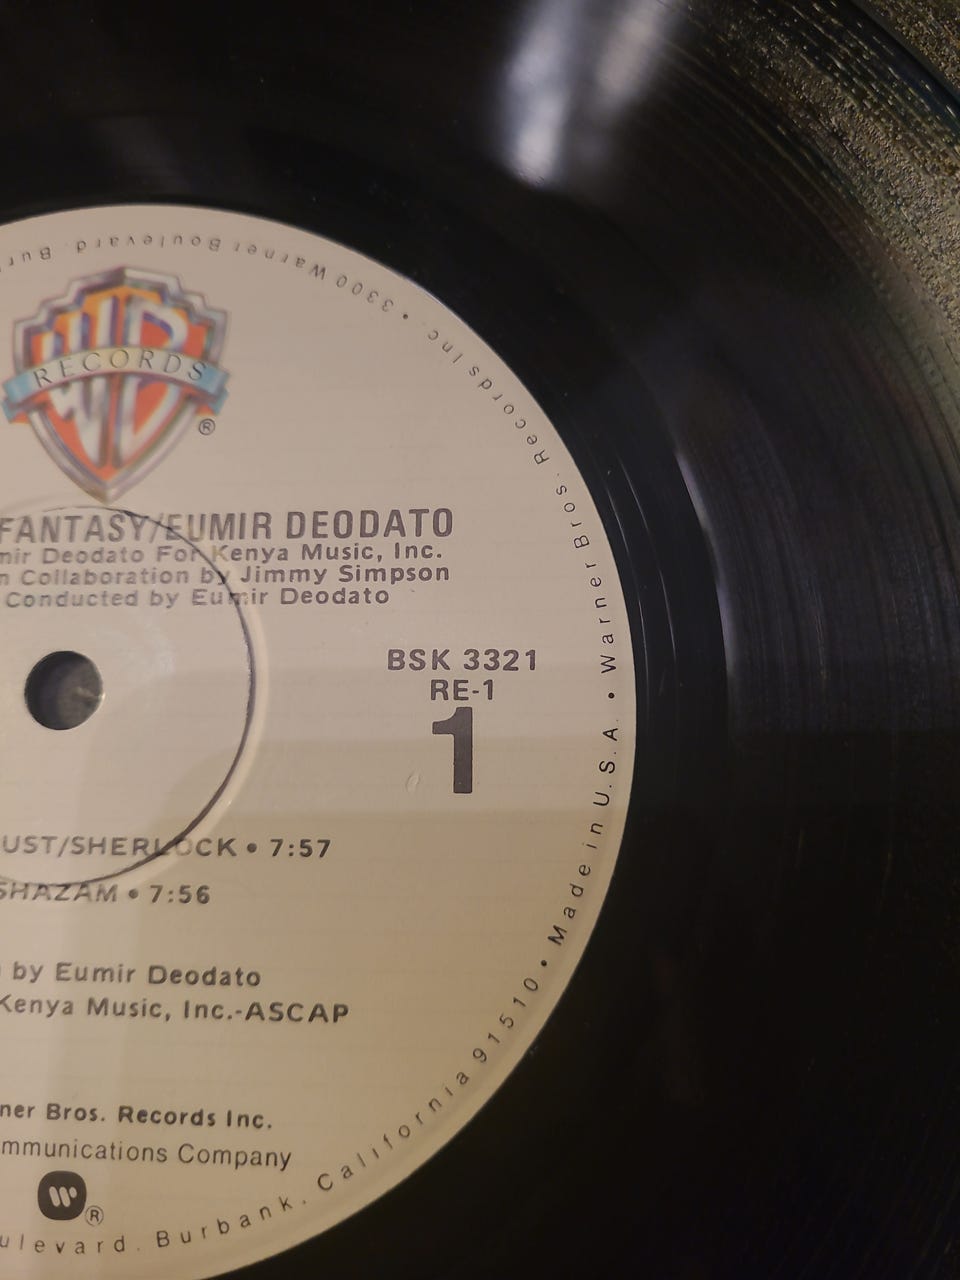 WB
RECORDS
®
FANTASY/EUMIR DEODATO
mir Deodato For Kenya Music, Inc.
n Collaboration by Jimmy Simpson
Conducted by Eumir Deodato
BSK 3321
RE-1
1
UST/SHERLOCK • 7:57
SHAZAM • 7:56
by Eumir Deodato
Kenya Music, Inc.-ASCAP
ner Bros. Records Inc.
mmunications Company
®
ulevard. Burbank. California 91510 • Made in U.S.A. • Warner Bros. Records Inc. • 3300 Warner Boulevard. Bur